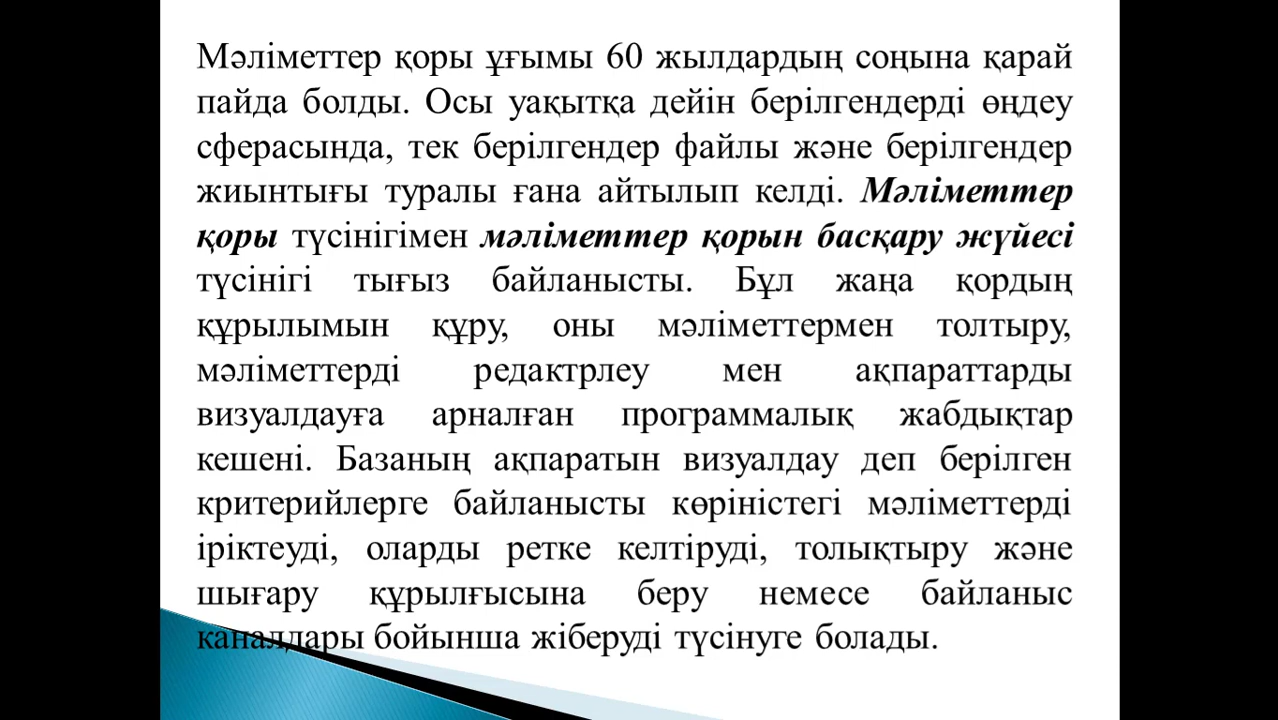 Мәліметтер қоры ұғымы 60 жылдардың соңына қарай
пайда болды. Осы уақытқа дейін берілгендерді өңдеу
сферасында, тек берілгендер файлы және берілгендер
жиынтығы туралы ғана айтылып келді. Мәліметтер
қоры түсінігімен мәліметтер қорын басқару жүйесі
түсінігі тығыз байланысты. Бұл жаңа қордың
құрылымын құру, оны мәліметтермен толтыру,
мәліметтерді редактрлеу мен ақпараттарды
визуалдауға арналған программалық жабдықтар
кешені. Базаның ақпаратын визуалдау деп берілген
критерийлерге байланысты көріністегі мәліметтерді
іріктеуді, оларды ретке келтіруді, толықтыру және
шығару құрылғысына беру немесе байланыс
каналдары бойынша жіберуді түсінуге болады.